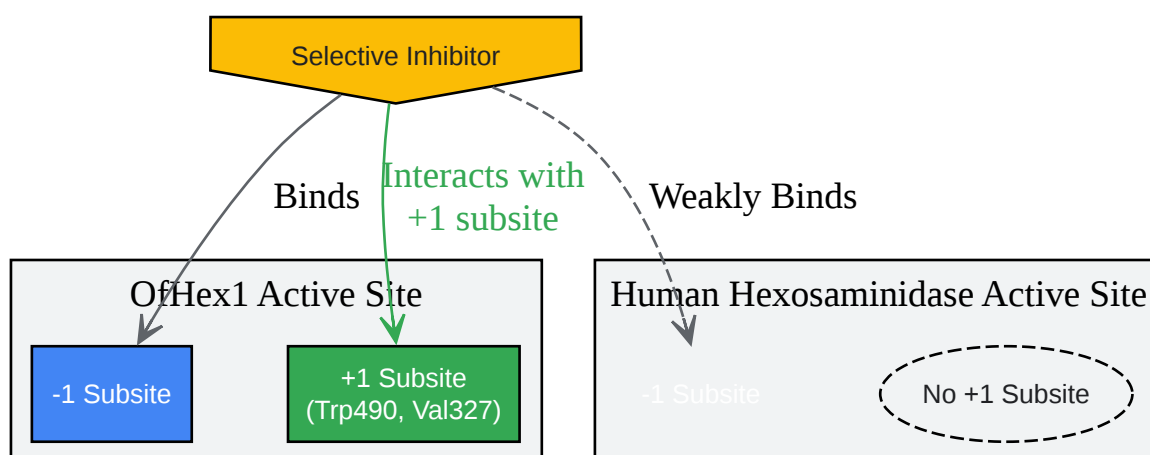 Selective Inhibitor
Binds
Interacts with
+1 subsite
Weakly Binds
OfHex1 Active Site
Human Hexosaminidase Active Site
-1 Subsite
+1 Subsite
(Trp490, Val327)
-1 Subsite
No +1 Subsite